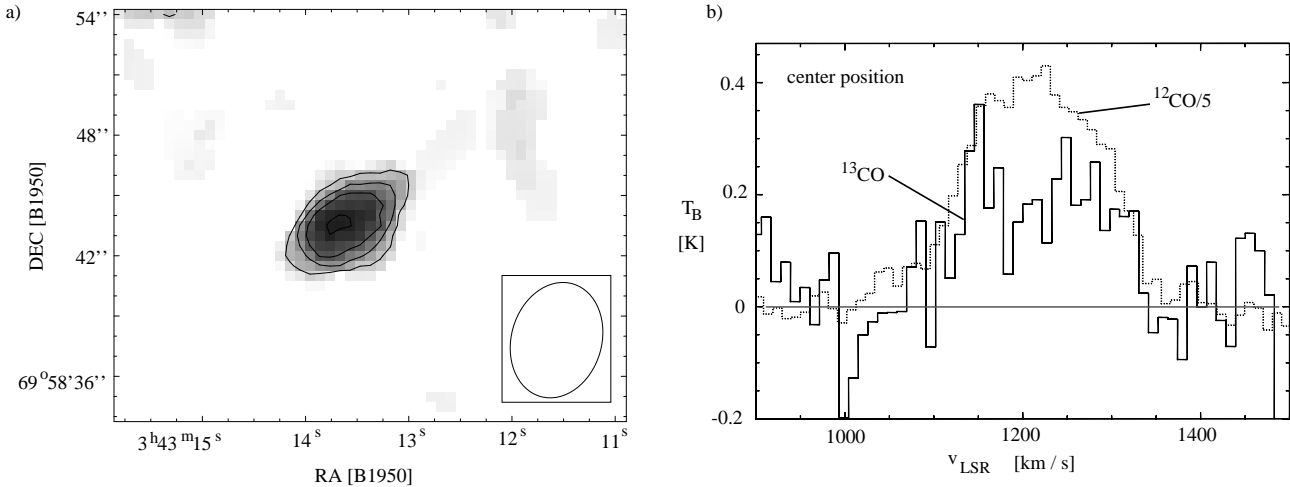 a)
54’’
48’’
42’’
69°58’36’’
DEC [B1950]
3h43m15s
14s
13s
12s
11s
RA [B1950]
b)
center position
12CO/5
13CO
0.4
0.2
0
-0.2
TB
[K]
1000
1200
1400
vLSR [km / s]